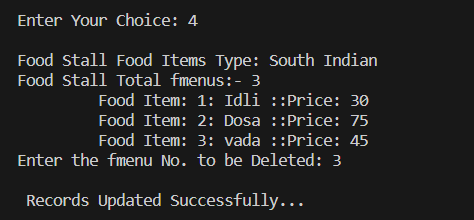 Enter Your Choice: 4
Food Stall Food Items Type: South Indian
Food Stall Total fmenus:- 3
Food Item: 1: Idli ::Price: 30
Food Item: 2: Dosa ::Price: 75
Food Item: 3: vada ::Price: 45
Enter the fmenu No. to be Deleted: 3
Records Updated Successfully...